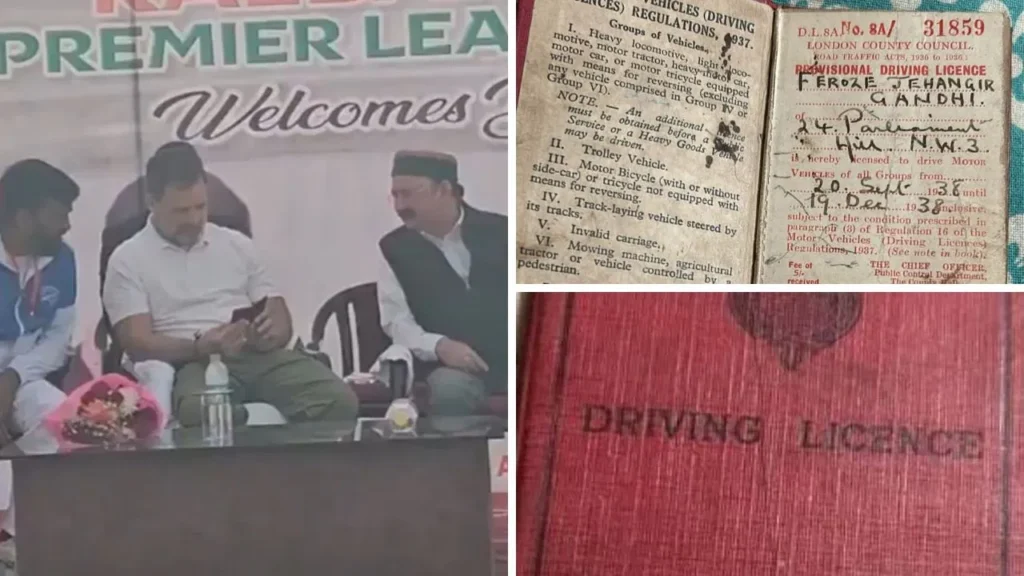 PREMIER LEA
Welcomes
VEHICLES (DRIVING
LICENCES) REGULATIONS, 1937.
Groups of Vehicles.
I. Heavy locomotive, light loco-
motive, motor tractor, heavy motor
car, or motor tricycle equipped
with means for reversing (excluding
any vehicle comprised in Group IV or
Group VI).
NOTE. — An additional licence
must be obtained before a
Service or a Heavy Goods
may be driven.
II. Trolley Vehicle.
III. Motor Bicycle (with or without
side-car) or tricycle not equipped with
means for reversing.
IV. Track-laying vehicle steered by
its tracks.
V. Invalid carriage.
VI. Mowing machine, agricultural
tractor or vehicle controlled by a
pedestrian.
D.L.8A No. 8A/ 31859
LONDON COUNTY COUNCIL.
ROAD TRAFFIC ACTS, 1930 to 1936
PROVISIONAL DRIVING LICENCE
FEROZE JEHANGIR
GANDHI.
of
24. Parliament
Hill N.W.3
is hereby licensed to drive MOTOR
VEHICLES of all Groups from
20. Sept 1938 until
19. Dec. 1938 inclusive,
subject to the condition prescribed in
paragraph (3) of Regulation 16 of the
Motor Vehicles (Driving Licences)
Regulations, 1937. (See note in book).
Fee of THE CHIEF OFFICER,
5/- Public Control Department,
received The County Hall
DRIVING LICENCE